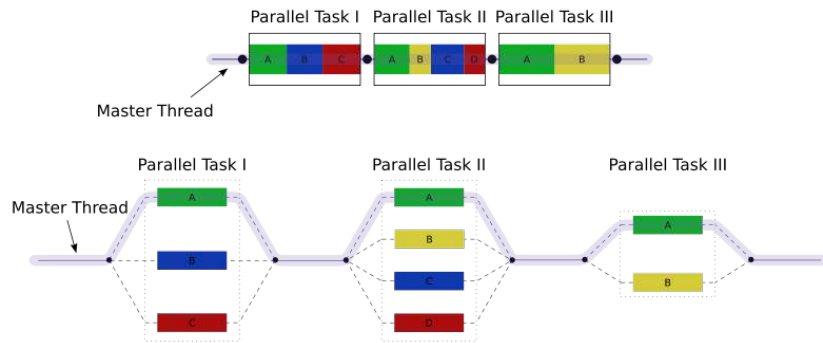 Parallel Task I Parallel Task II Parallel Task III
A B C A B C D A B
Master Thread
Parallel Task I Parallel Task II Parallel Task III
A A
Master Thread
A
B
B
C
B
C D